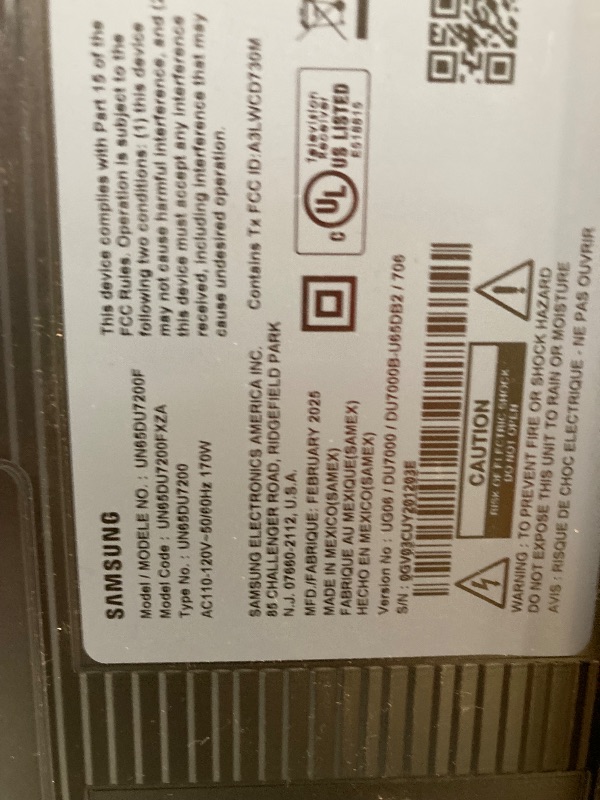 SAMSUNG
Model / MODELE NO. : UN65DU7200F
Model Code : UN65DU7200FXZA
Type No. : UN65DU7200
AC110-120V~50/60Hz 170W
This device complies with Part 15 of the
FCC Rules. Operation is subject to the
following two conditions: (1) this device
may not cause harmful interference, and (2
this device must accept any interference
received, including interference that may
cause undesired operation.
SAMSUNG ELECTRONICS AMERICA INC.
85 CHALLENGER ROAD, RIDGEFIELD PARK
N.J. 07660-2112, U.S.A.
Contains Tx FCC ID:A3LWCD730M
MFD./FABRIQUE: FEBRUARY 2025
MADE IN MEXICO(SAMEX)
FABRIQUE AU MEXIQUE(SAMEX)
HECHO EN MEXICO(SAMEX)
C UL US LISTED
Television
Receiver
E518815
Version No : UG06 / DU7000 / DU7000B-U65DB2 / 706
S/N : 0GV03CUY201203E
CAUTION
RISK OF ELECTRIC SHOCK
DO NOT OPEN
WARNING : TO PREVENT FIRE OR SHOCK HAZARD
DO NOT EXPOSE THIS UNIT TO RAIN OR MOISTURE
AVIS : RISQUE DE CHOC ELECTRIQUE - NE PAS OUVRIR